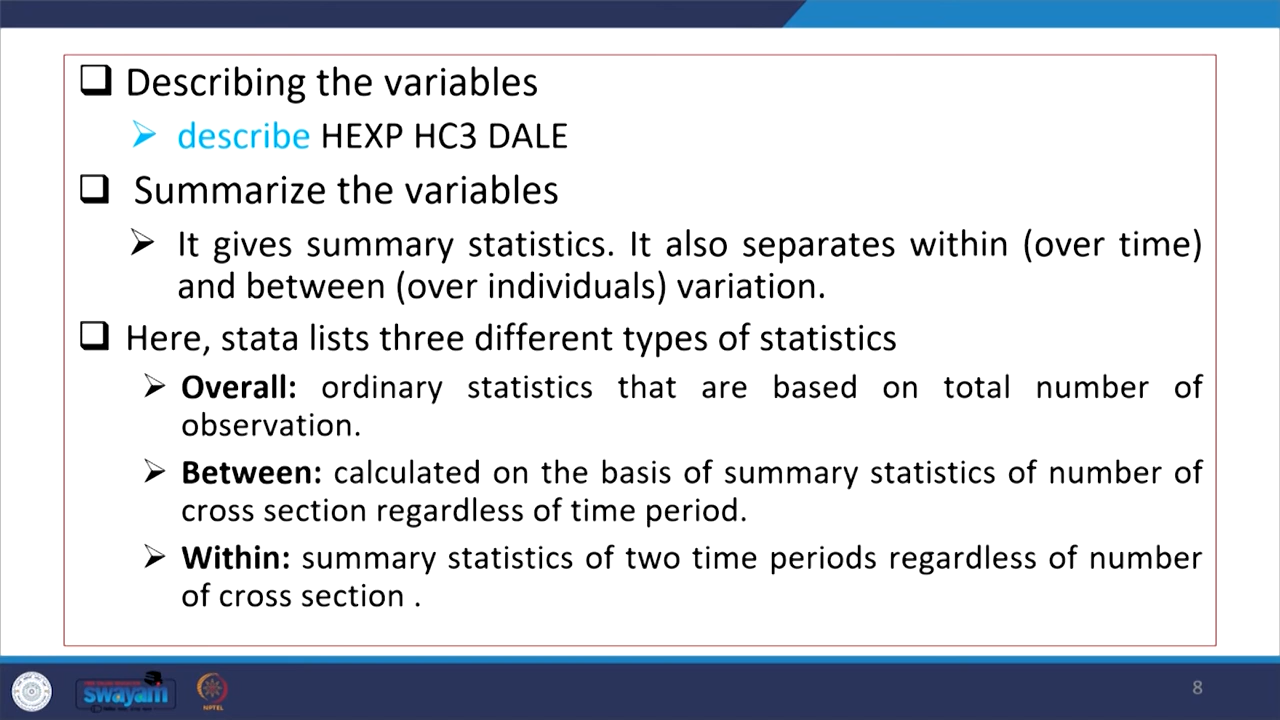 Describing the variables
describe HEXP HC3 DALE
Summarize the variables
It gives summary statistics. It also separates within (over time)
and between (over individuals) variation.
Here, stata lists three different types of statistics
Overall: ordinary statistics that are based on total number of
observation.
Between: calculated on the basis of summary statistics of number of
cross section regardless of time period.
Within: summary statistics of two time periods regardless of number
of cross section .
swayam
NPTEL
8